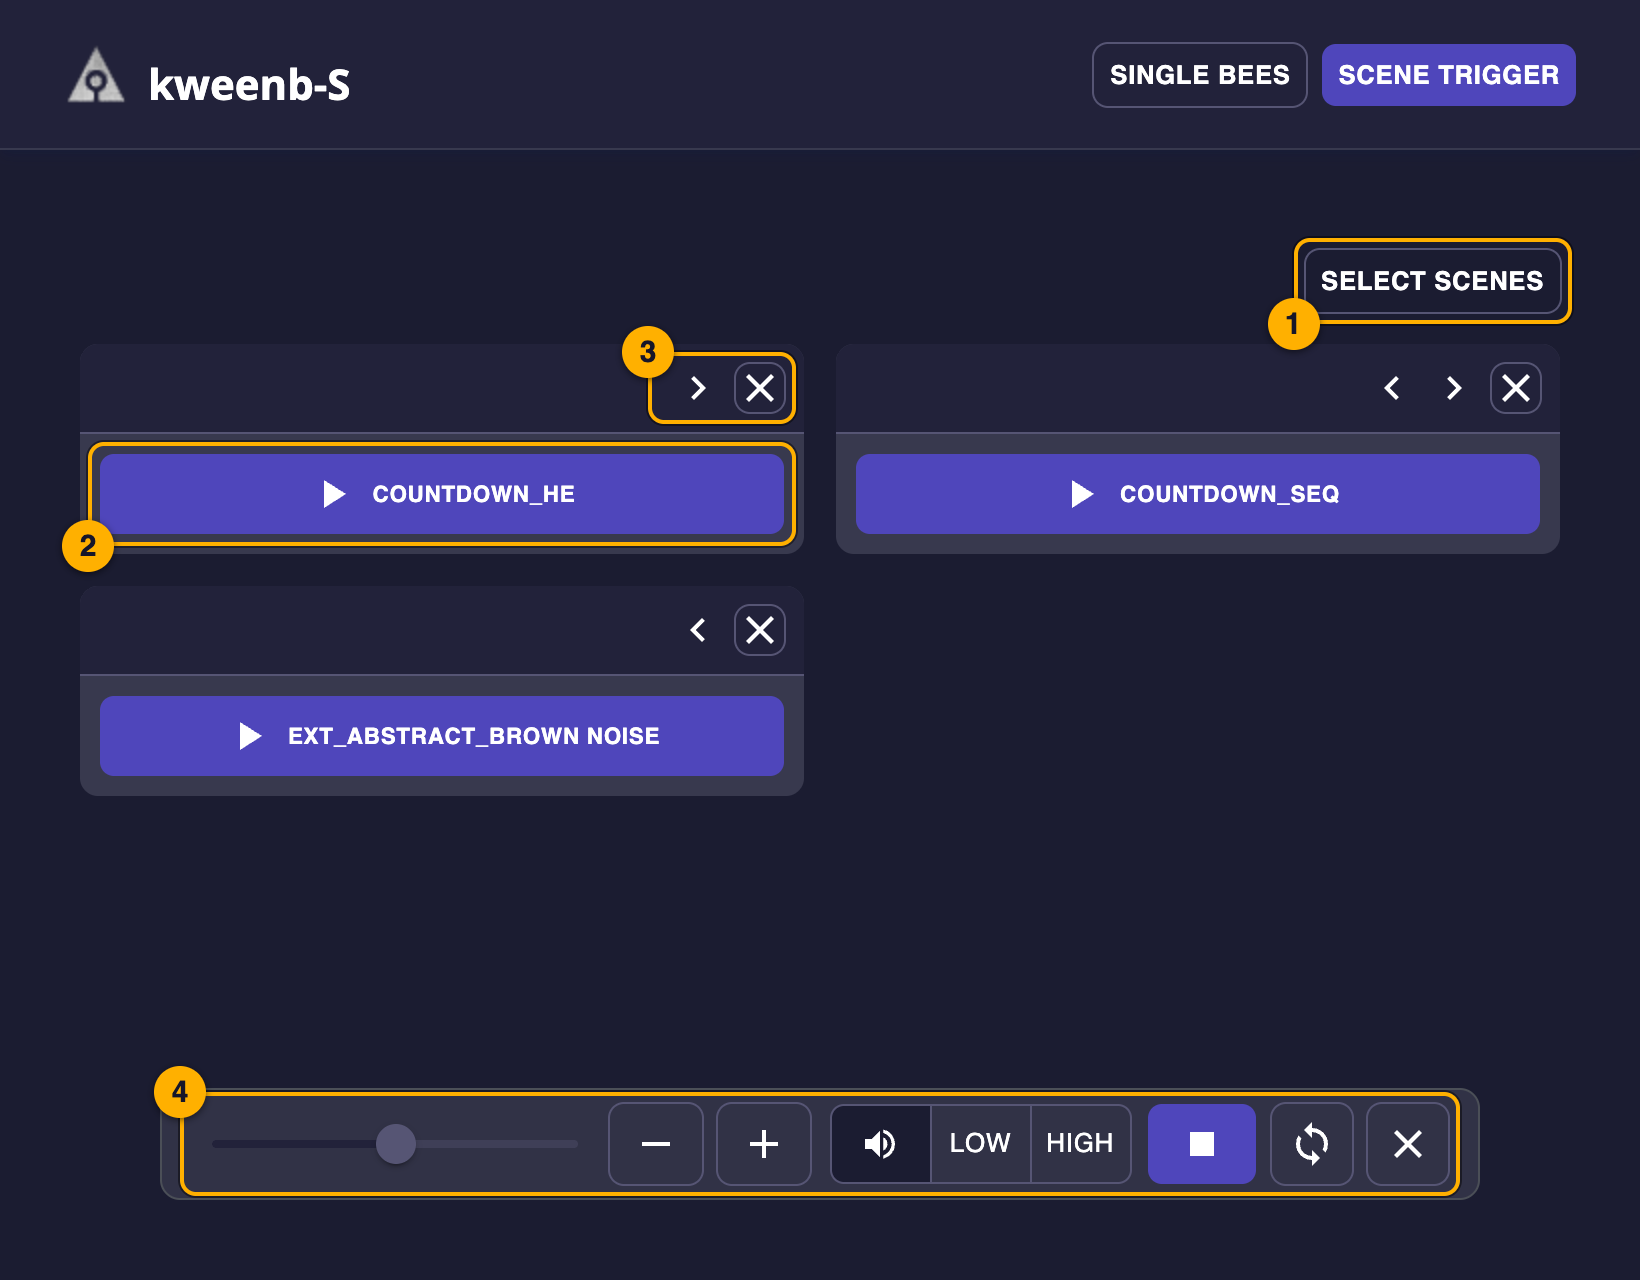 kweenb-S
SINGLE BEES
SCENE TRIGGER
SELECT SCENES
1
3
COUNTDOWN_HE
2
COUNTDOWN_SEQ
EXT_ABSTRACT_BROWN NOISE
4
LOW
HIGH